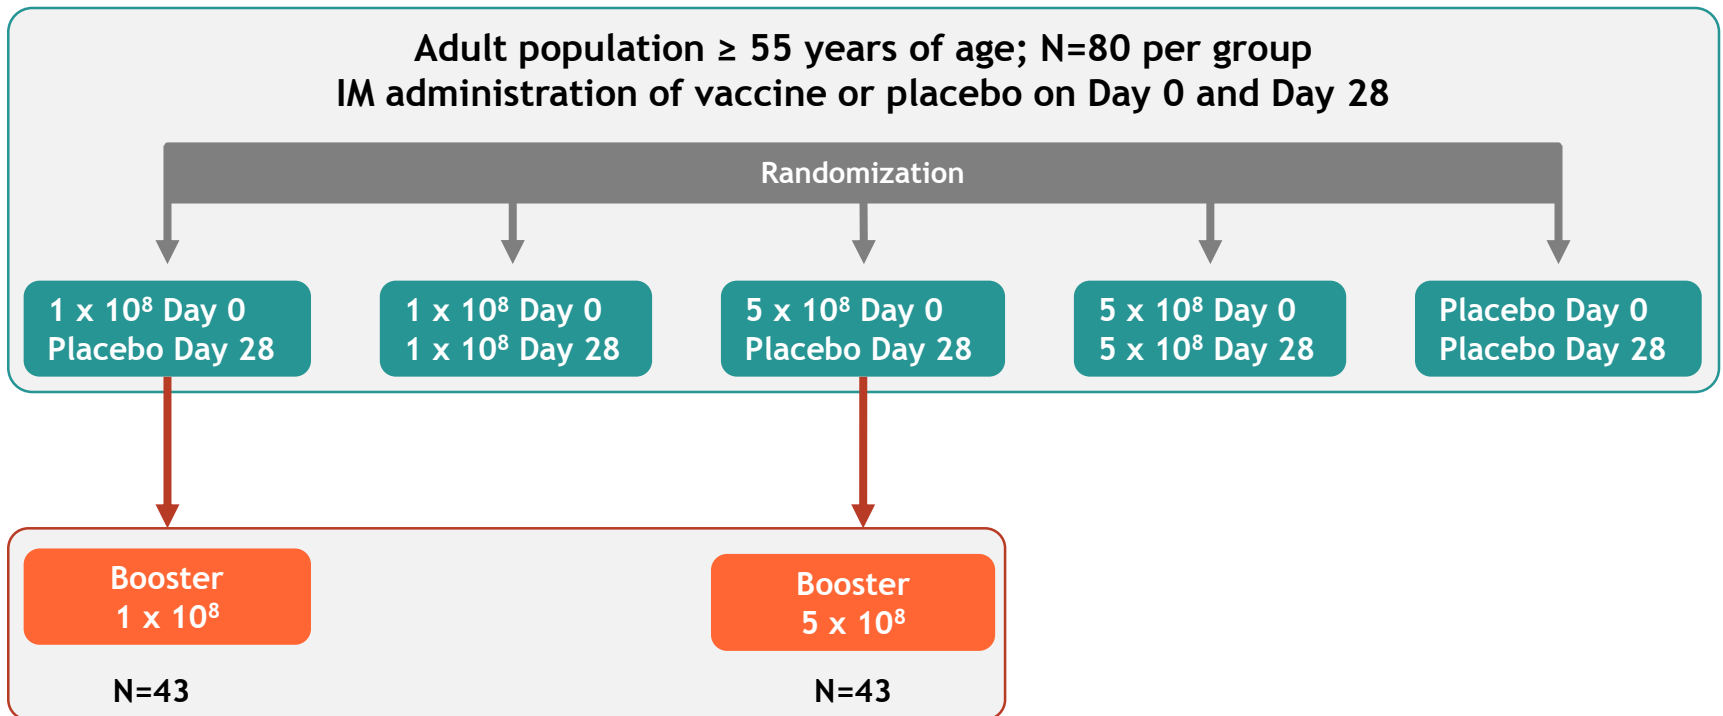 Adult population ≥ 55 years of age; N=80 per group
IM administration of vaccine or placebo on Day 0 and Day 28
Randomization
1 x 10⁸ Day 0
Placebo Day 28
1 x 10⁸ Day 0
1 x 10⁸ Day 28
5 x 10⁸ Day 0
Placebo Day 28
5 x 10⁸ Day 0
5 x 10⁸ Day 28
Placebo Day 0
Placebo Day 28
Booster
1 x 10⁸
Booster
5 x 10⁸
N=43
N=43